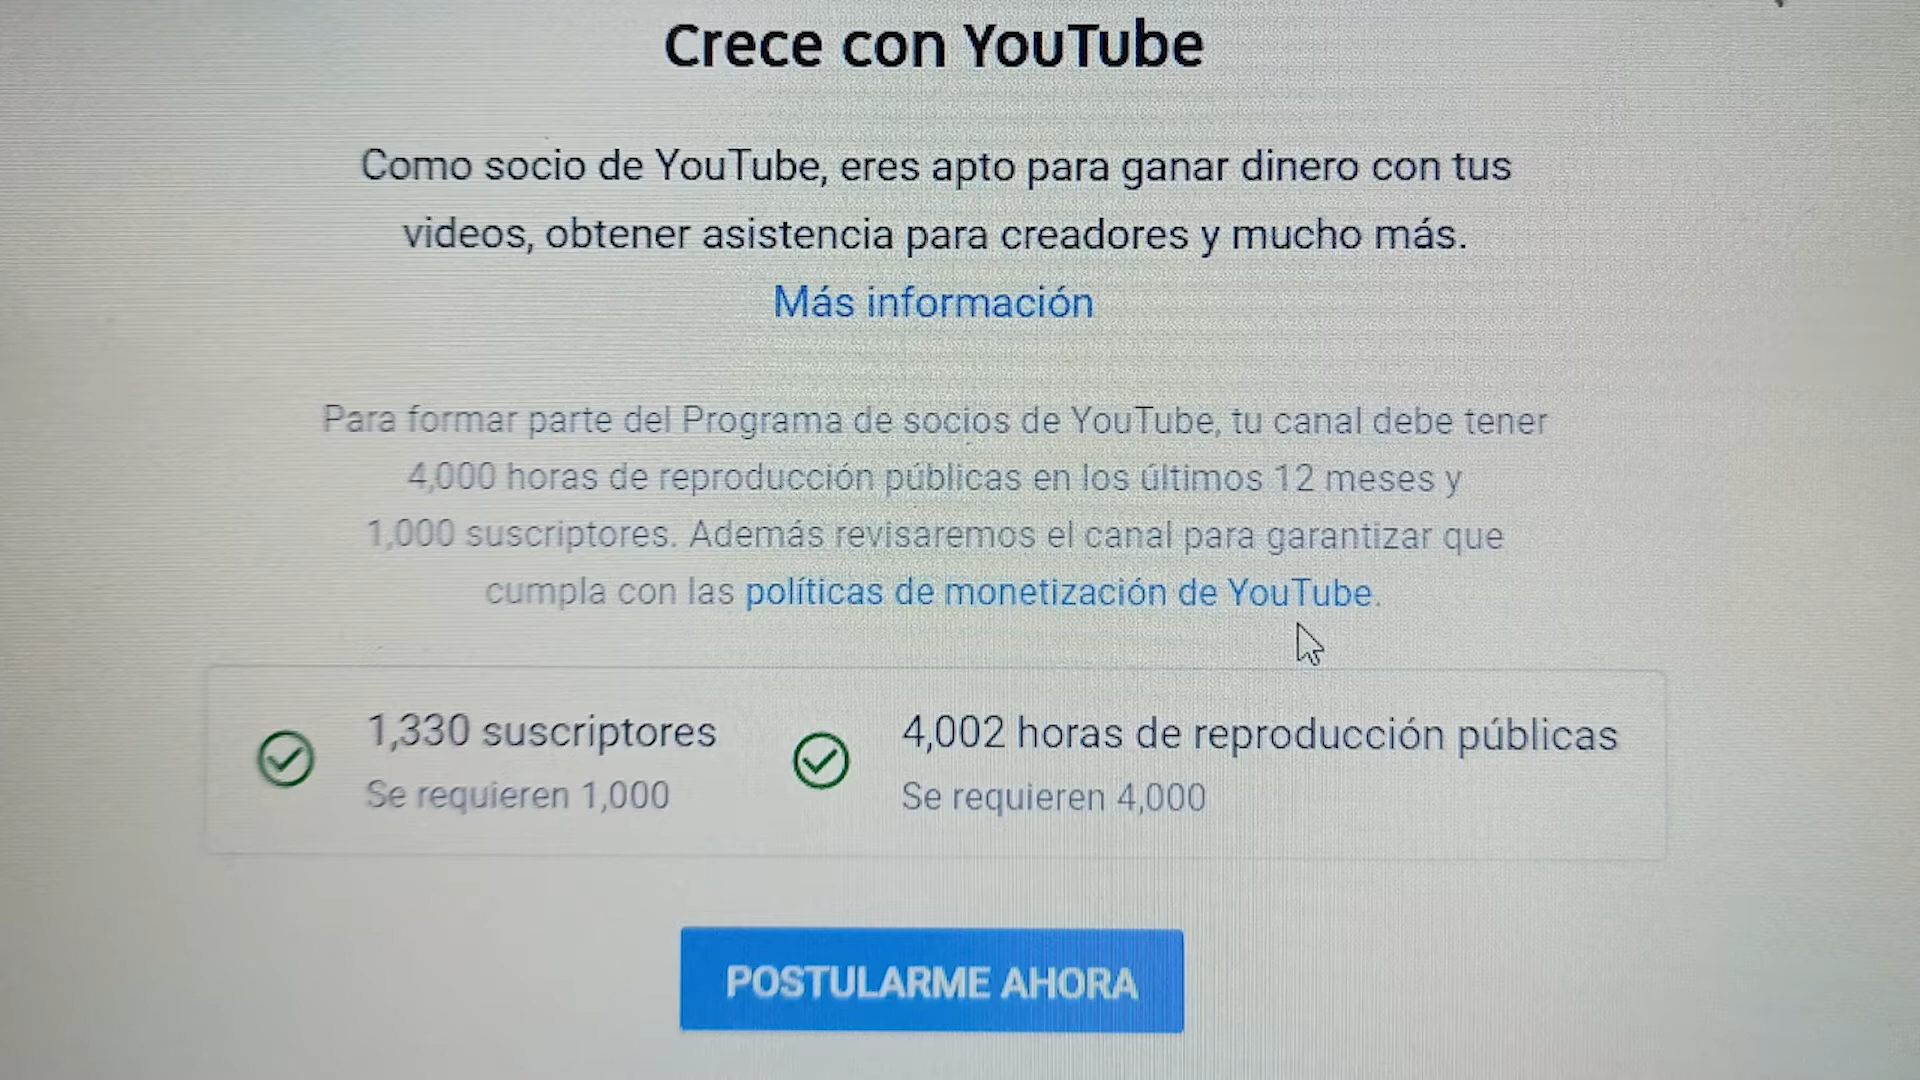 Crece con YouTube
Como socio de YouTube, eres apto para ganar dinero con tus
videos, obtener asistencia para creadores y mucho más.
Más información
Para formar parte del Programa de socios de YouTube, tu canal debe tener
4,000 horas de reproducción públicas en los últimos 12 meses y
1,000 suscriptores. Además revisaremos el canal para garantizar que
cumpla con las políticas de monetización de YouTube.
1,330 suscriptores
Se requieren 1,000
4,002 horas de reproducción públicas
Se requieren 4,000
POSTULARME AHORA